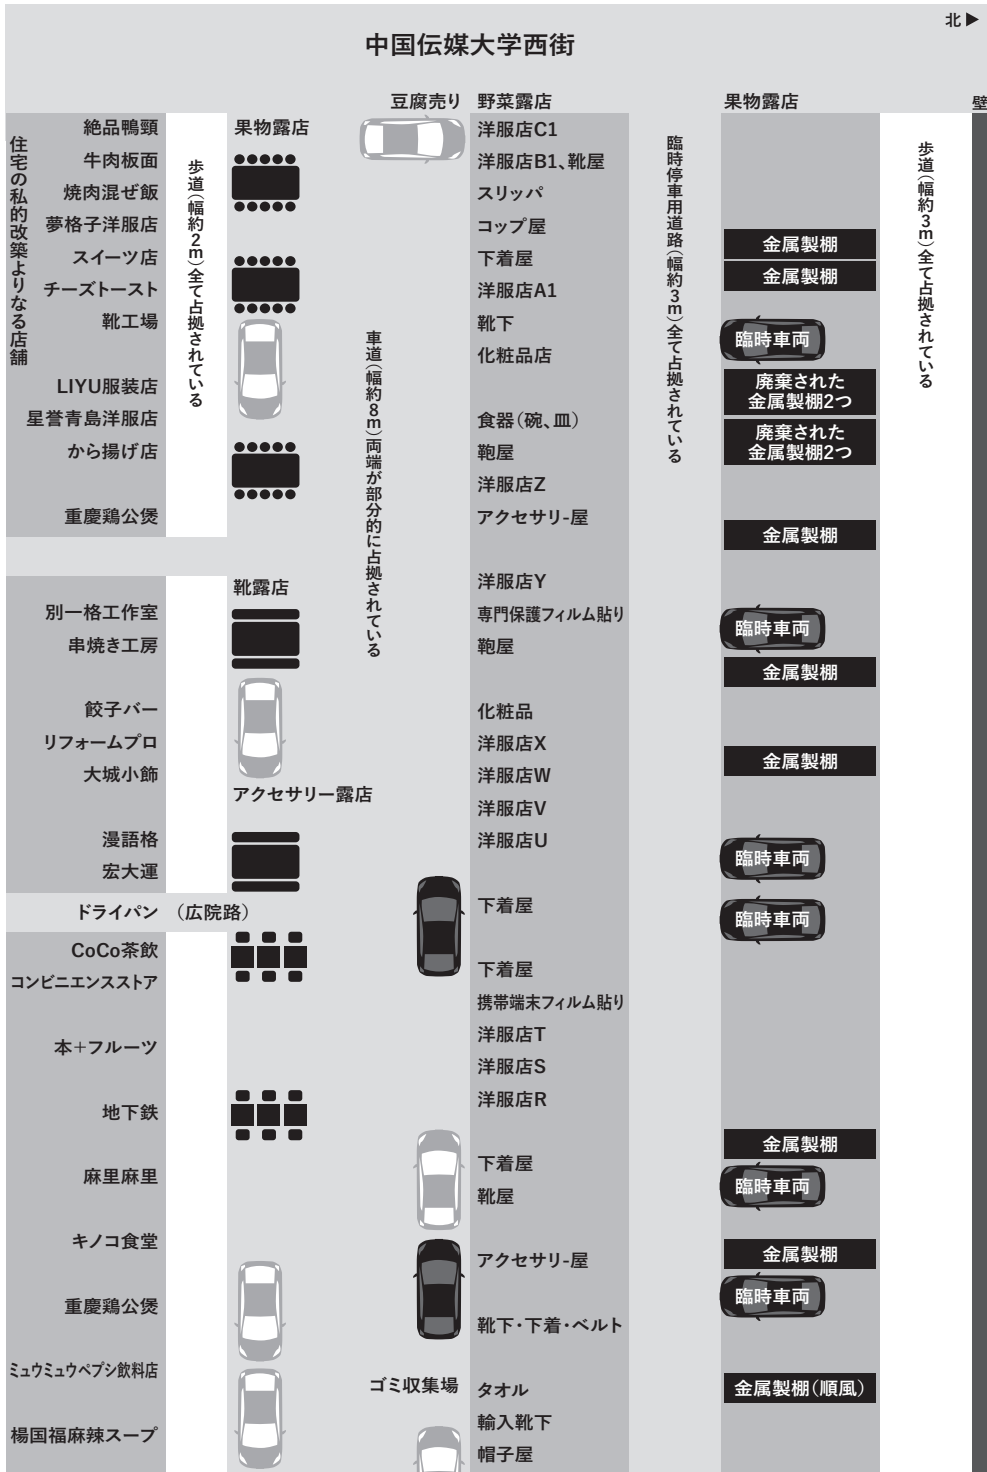 北▶
中国伝媒大学西街
豆腐売り
野菜露店
果物露店
壁
住宅の私的改築よりなる店舗
絶品鴨頸
牛肉板面
焼肉混ぜ飯
夢格子洋服店
スイーツ店
チーズトースト
靴工場
LIYU服装店
星誉青島洋服店
から揚げ店
重慶鶏公煲
別一格工作室
串焼き工房
餃子バー
リフォームプロ
大城小飾
漫語格
宏大運
ドライパン (広院路)
CoCo茶飲
コンビニエンスストア
本+フルーツ
地下鉄
麻里麻里
キノコ食堂
重慶鶏公煲
ミュウミュウペプシ飲料店
楊国福麻辣スープ
歩道(幅約2m)全て占拠されている
果物露店
靴露店
アクセサリー露店
車道(幅約8m)両端が部分的に占拠されている
ゴミ収集場
洋服店C1
洋服店B1、靴屋
スリッパ
コップ屋
下着屋
洋服店A1
靴下
化粧品店
食器(碗、皿)
鞄屋
洋服店Z
アクセサリ-屋
洋服店Y
専門保護フィルム貼り
鞄屋
化粧品
洋服店X
洋服店W
洋服店V
洋服店U
下着屋
下着屋
携帯端末フィルム貼り
洋服店T
洋服店S
洋服店R
下着屋
靴屋
アクセサリ-屋
靴下・下着・ベルト
タオル
輸入靴下
帽子屋
臨時停車用道路(幅約3m)全て占拠されている
金属製棚
金属製棚
臨時車両
廃棄された
金属製棚2つ
廃棄された
金属製棚2つ
金属製棚
臨時車両
金属製棚
金属製棚
臨時車両
臨時車両
金属製棚
臨時車両
金属製棚
臨時車両
金属製棚(順風)
歩道(幅約3m)全て占拠されている